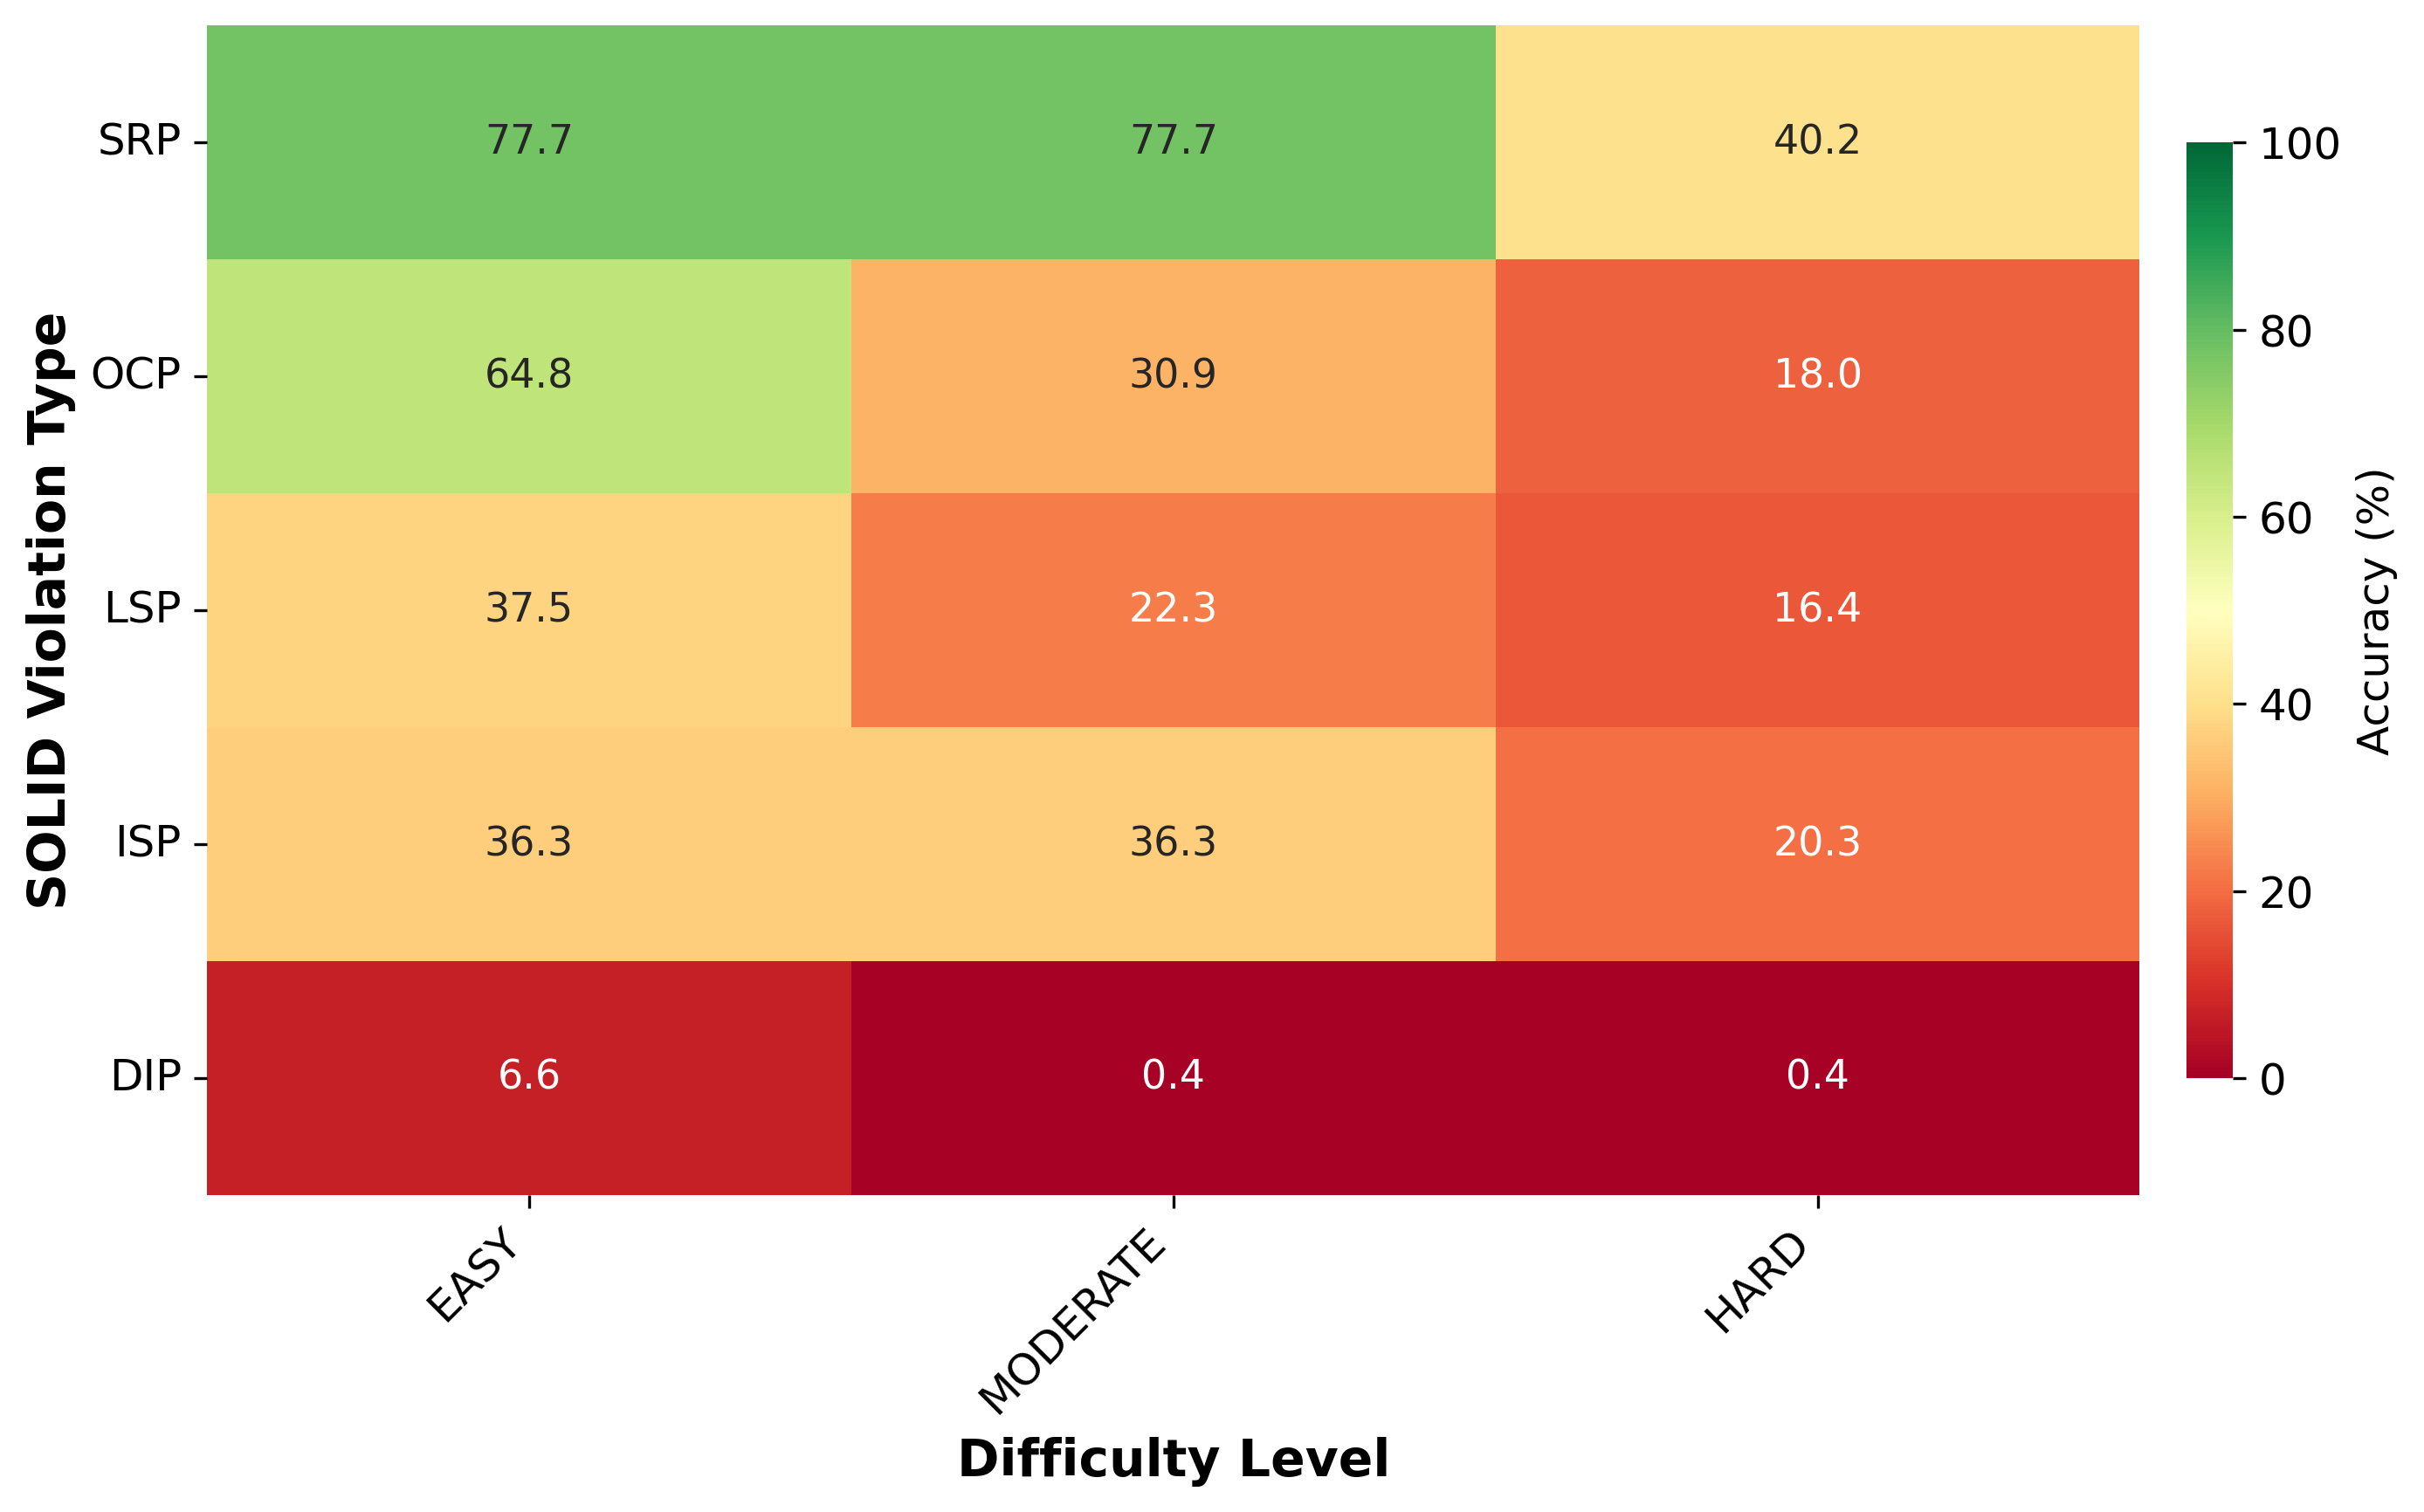 SOLID Violation Type
SRP 77.7 77.7 40.2
OCP 64.8 30.9 18.0
LSP 37.5 22.3 16.4
ISP 36.3 36.3 20.3
DIP 6.6 0.4 0.4
EASY MODERATE HARD
Difficulty Level
100
80
60
40
20
0
Accuracy (%)